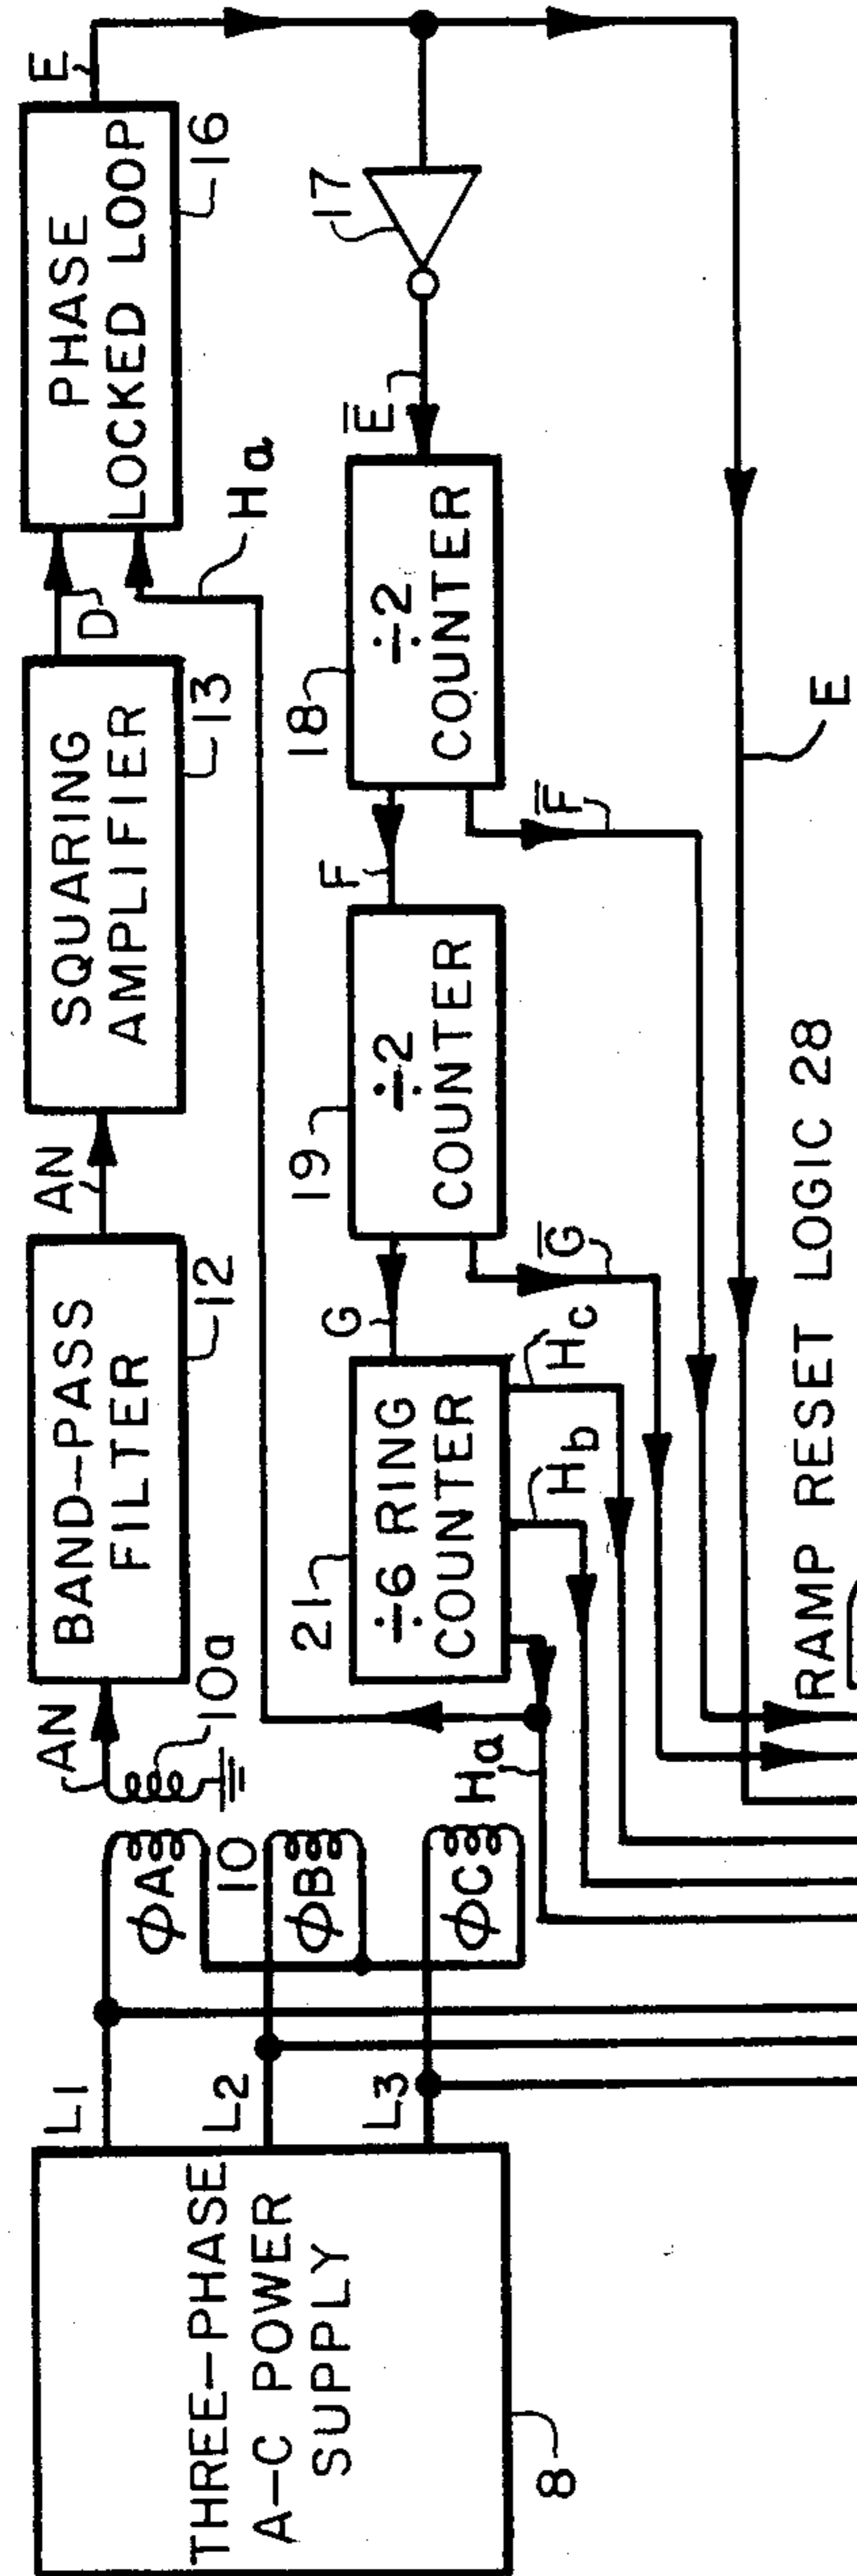 THREE-PHASE
A-C POWER
SUPPLY
8
L1
L2
L3
ΦA
10
ΦB
ΦC
AN
10a
BAND-PASS
FILTER
12
AN
SQUARING
AMPLIFIER
13
D
Ha
PHASE
LOCKED LOOP
16
E
17
E̅
18
÷2
COUNTER
F
F̅
19
÷2
COUNTER
G
G̅
21
÷6 RING
COUNTER
Ha
Hb
Hc
E
RAMP RESET LOGIC 28